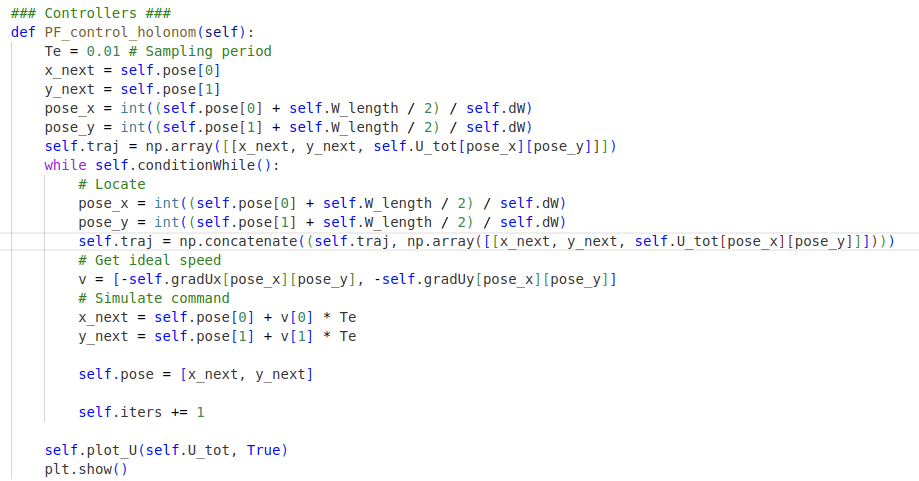 ### Controllers ###
def PF_control_holonom(self):
    Te = 0.01 # Sampling period
    x_next = self.pose[0]
    y_next = self.pose[1]
    pose_x = int((self.pose[0] + self.W_length / 2) / self.dW)
    pose_y = int((self.pose[1] + self.W_length / 2) / self.dW)
    self.traj = np.array([[x_next, y_next, self.U_tot[pose_x][pose_y]]])
    while self.conditionWhile():
        # Locate
        pose_x = int((self.pose[0] + self.W_length / 2) / self.dW)
        pose_y = int((self.pose[1] + self.W_length / 2) / self.dW)
        self.traj = np.concatenate((self.traj, np.array([[x_next, y_next, self.U_tot[pose_x][pose_y]]])))
        # Get ideal speed
        v = [-self.gradUx[pose_x][pose_y], -self.gradUy[pose_x][pose_y]]
        # Simulate command
        x_next = self.pose[0] + v[0] * Te
        y_next = self.pose[1] + v[1] * Te

        self.pose = [x_next, y_next]

        self.iters += 1

    self.plot_U(self.U_tot, True)
    plt.show()